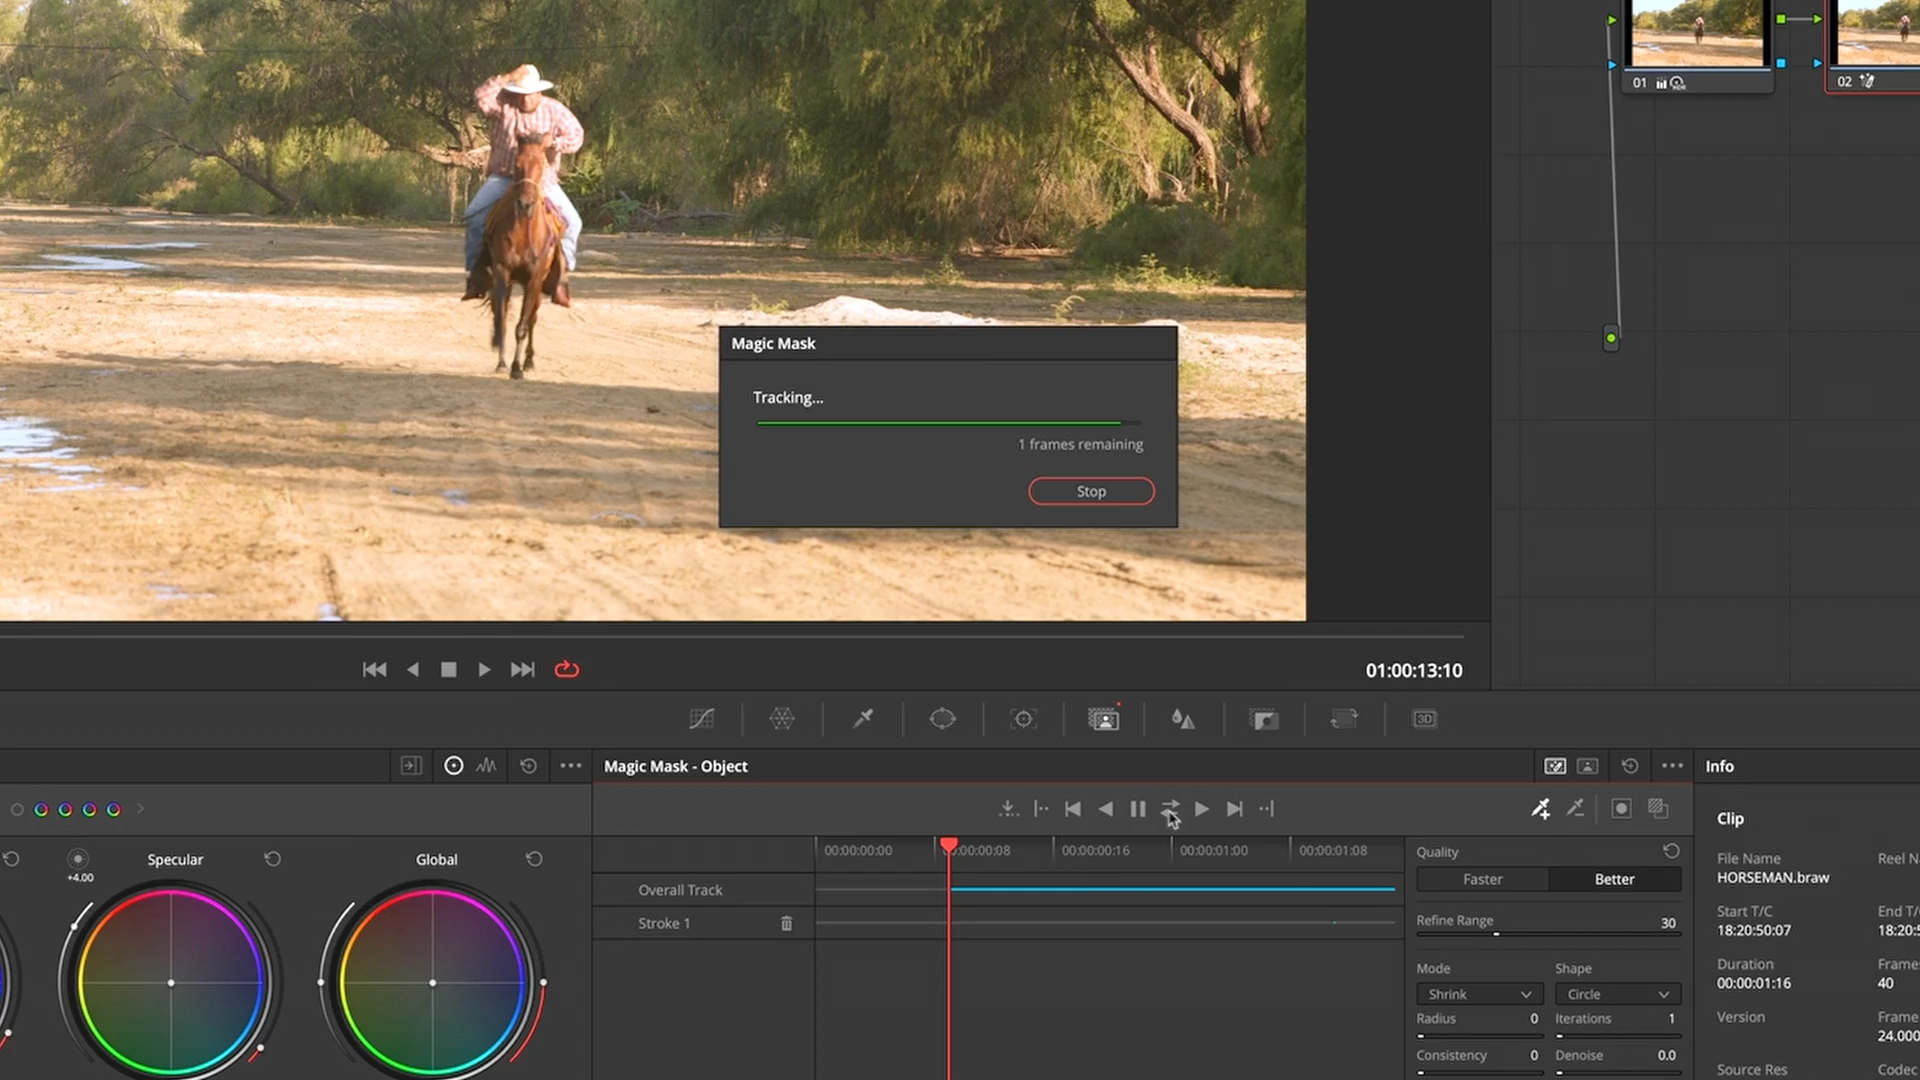 01
02
Magic Mask
Tracking...
1 frames remaining
Stop
01:00:13:10
3D
Magic Mask - Object
Info
+4.00
Specular
Global
00:00:00:00
00:00:00:08
00:00:00:16
00:00:01:00
00:00:01:08
Overall Track
Stroke 1
Quality
Faster
Better
Refine Range
30
Mode
Shape
Shrink
Circle
Radius
0
Iterations
1
Consistency
0
Denoise
0.0
Clip
File Name
Reel N
HORSEMAN.braw
Start T/C
End T/
18:20:50:07
18:20:5
Duration
Frame
00:00:01:16
40
Version
Frame
24.000
Source Res
Codec